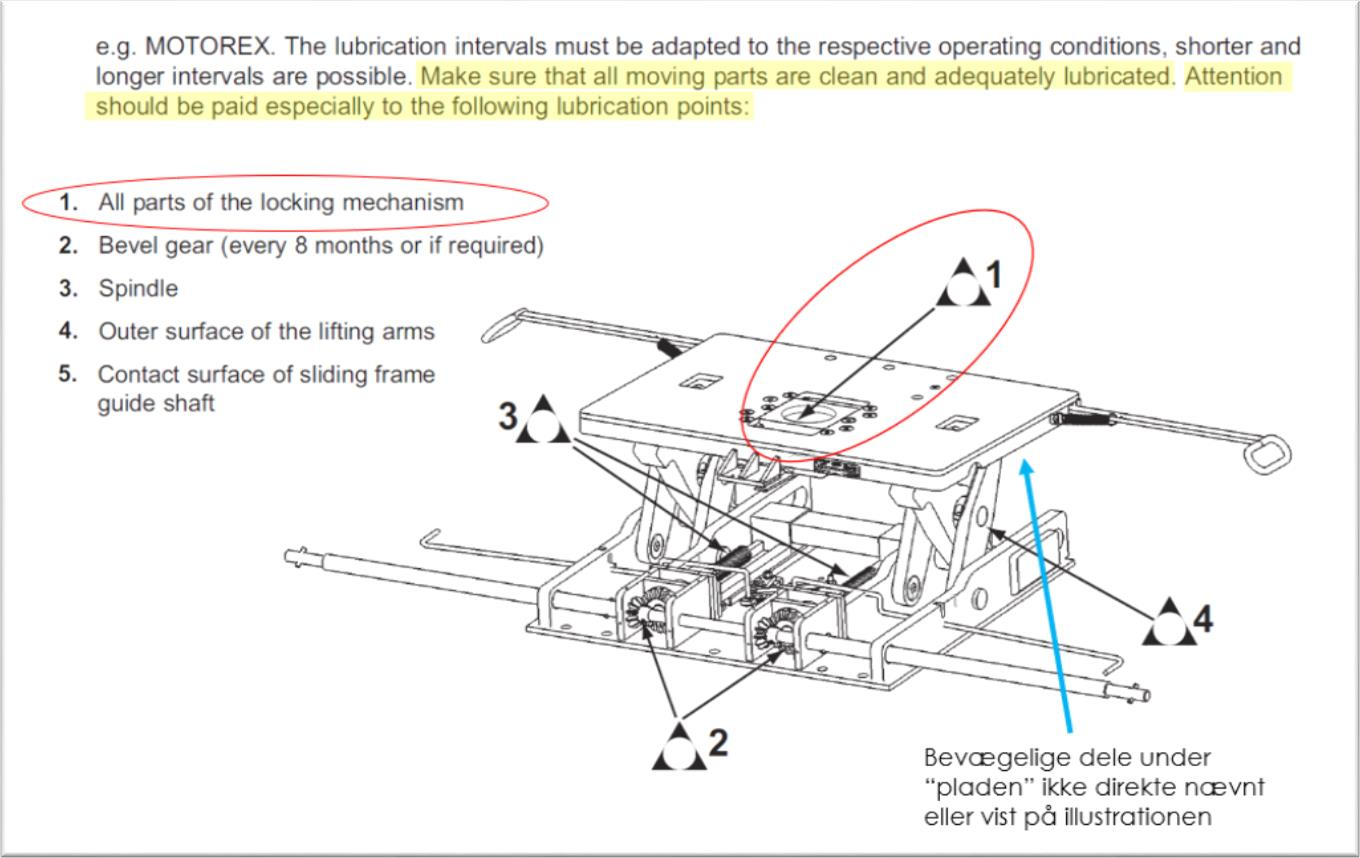 e.g. MOTOREX. The lubrication intervals must be adapted to the respective operating conditions, shorter and
longer intervals are possible. Make sure that all moving parts are clean and adequately lubricated. Attention
should be paid especially to the following lubrication points:
1. All parts of the locking mechanism
2. Bevel gear (every 8 months or if required)
3. Spindle
4. Outer surface of the lifting arms
5. Contact surface of sliding frame
guide shaft
1
3
4
2
Bevægelige dele under
“pladen” ikke direkte nævnt
eller vist på illustrationen